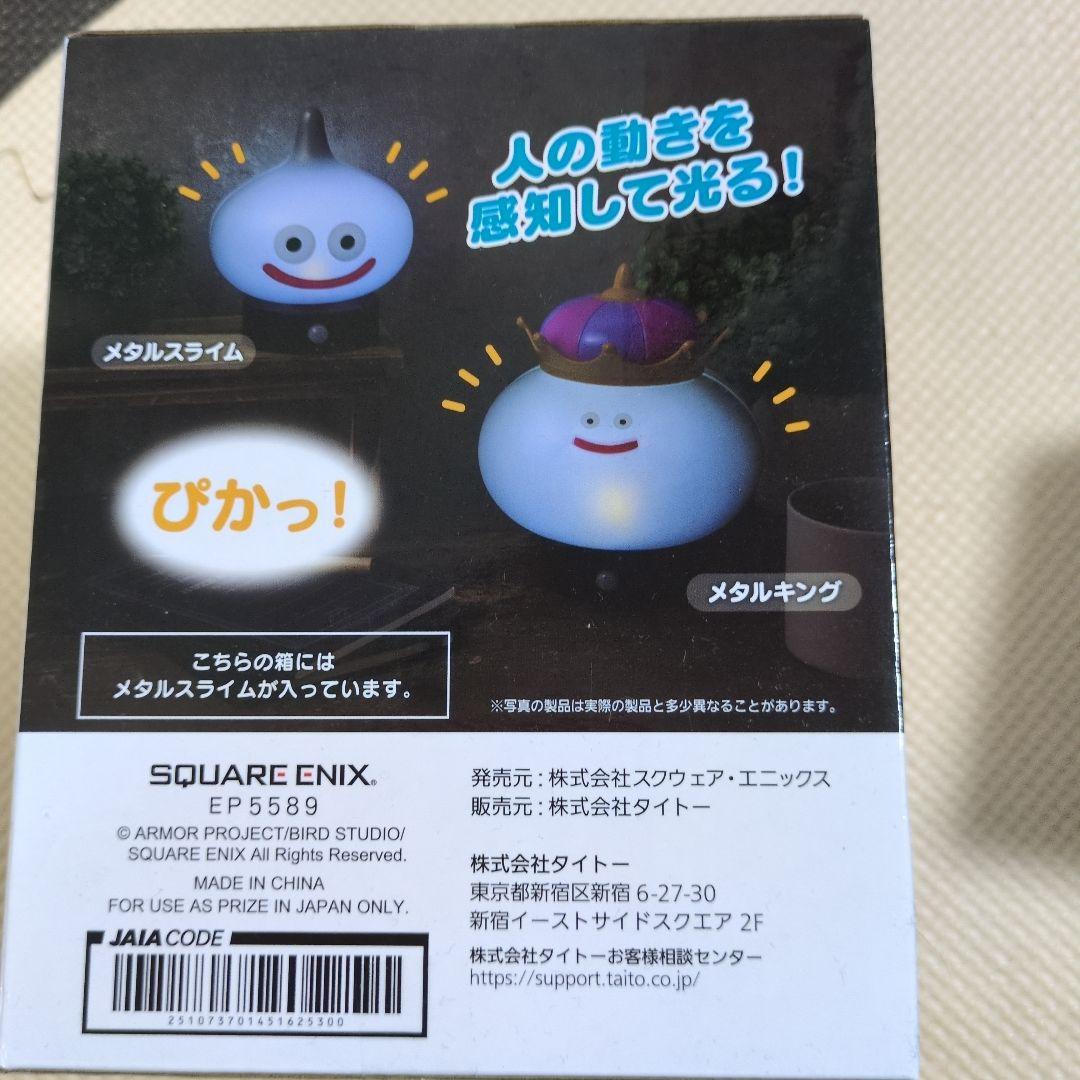 人の動きを
感知して光る!
メタルスライム
ぴかっ!
メタルキング
こちらの箱には
メタルスライムが入っています。
※写真の製品は実際の製品と多少異なることがあります。
SQUARE ENIX®
EP5589
© ARMOR PROJECT/BIRD STUDIO/
SQUARE ENIX All Rights Reserved.
MADE IN CHINA
FOR USE AS PRIZE IN JAPAN ONLY.
JAIA CODE
251073701451625300
発売元:株式会社スクウェア・エニックス
販売元:株式会社タイトー
株式会社タイトー
東京都新宿区新宿 6-27-30
新宿イーストサイドスクエア 2F
株式会社タイトーお客様相談センター
https://support.taito.co.jp/